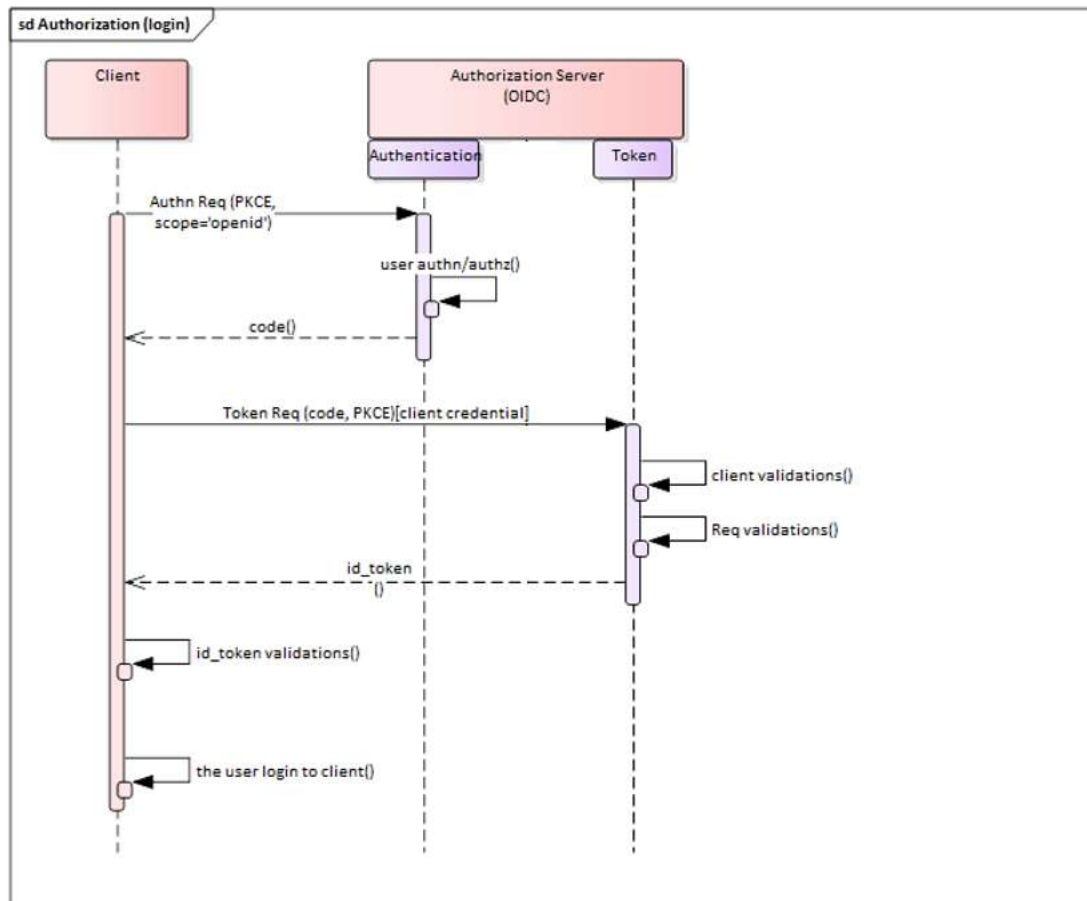 sd Authorization (login)
Client
Authorization Server
(OIDC)
Authentication
Token
Authn Req (PKCE,
scope='openid')
user authn/authz()
code()
Token Req (code, PKCE)[client credential]
client validations()
Req validations()
id_token
()
id_token validations()
the user login to client()